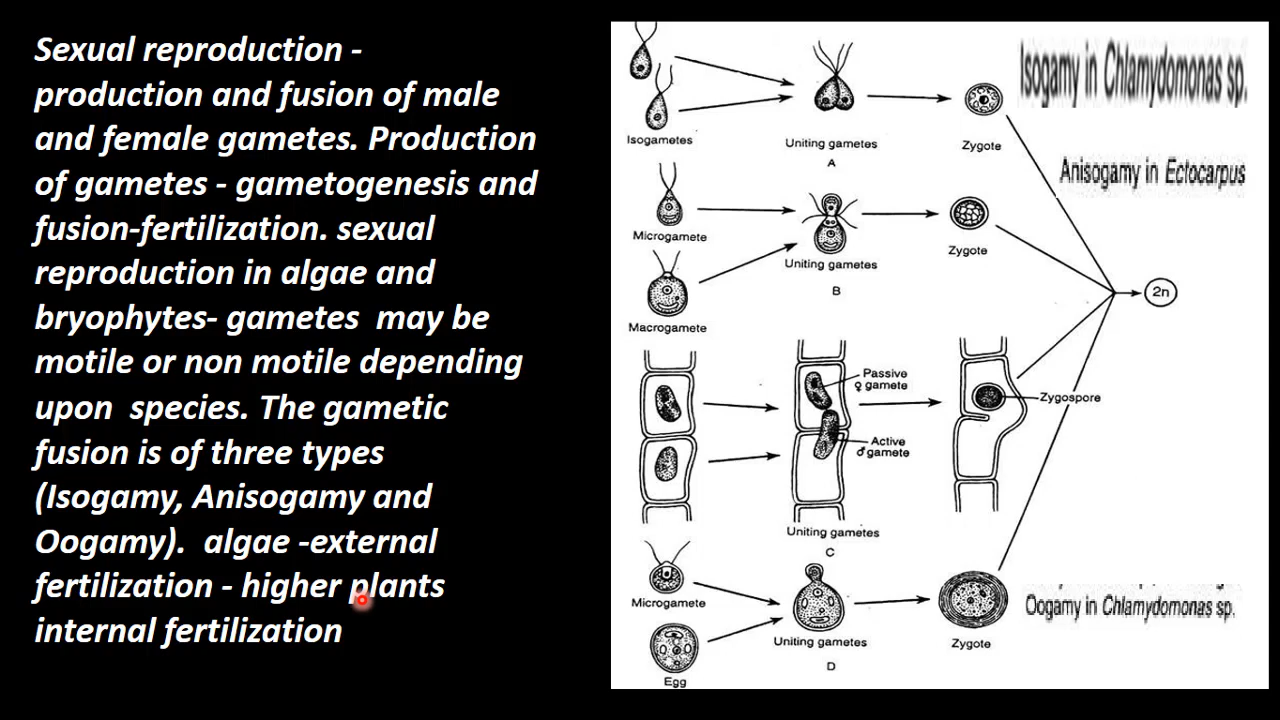 Sexual reproduction -
production and fusion of male
and female gametes. Production
of gametes - gametogenesis and
fusion-fertilization. sexual
reproduction in algae and
bryophytes- gametes may be
motile or non motile depending
upon species. The gametic
fusion is of three types
(Isogamy, Anisogamy and
Oogamy). algae -external
fertilization - higher plants
internal fertilization
Isogamy in Chlamydomonas sp.
Isogametes
Uniting gametes
A
Zygote
Anisogamy in Ectocarpus
Microgamete
Uniting gametes
Zygote
B
2n
Macrogamete
Passive
♀ gamete
Zygospore
Active
♂ gamete
Uniting gametes
C
Microgamete
Oogamy in Chlamydomonas sp.
Uniting gametes
Zygote
D
Egg